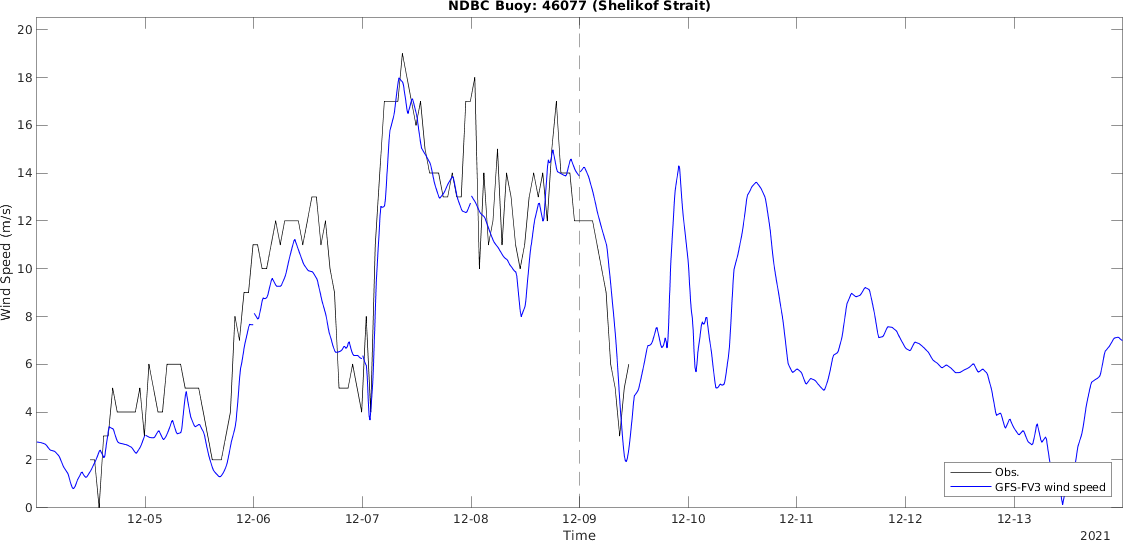 NDBC Buoy: 46077 (Shelikof Strait)
Wind Speed (m/s)
20
18
16
14
12
10
8
6
4
2
0
Obs.
GFS-FV3 wind speed
12-05 12-06 12-07 12-08 12-09 12-10 12-11 12-12 12-13
Time
2021